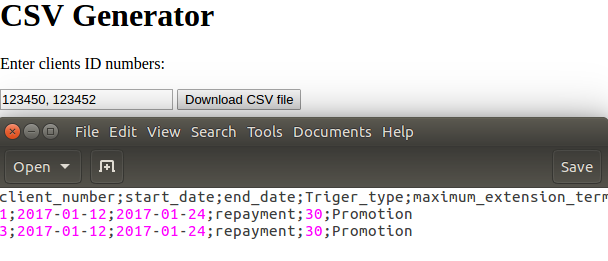 CSV Generator
Enter clients ID numbers:
123450, 123452 Download CSV file
File Edit View Search Tools Documents Help
Open Save
client_number;start_date;end_date;Triger_type;maximum_extension_term
1;2017-01-12;2017-01-24;repayment;30;Promotion
3;2017-01-12;2017-01-24;repayment;30;Promotion